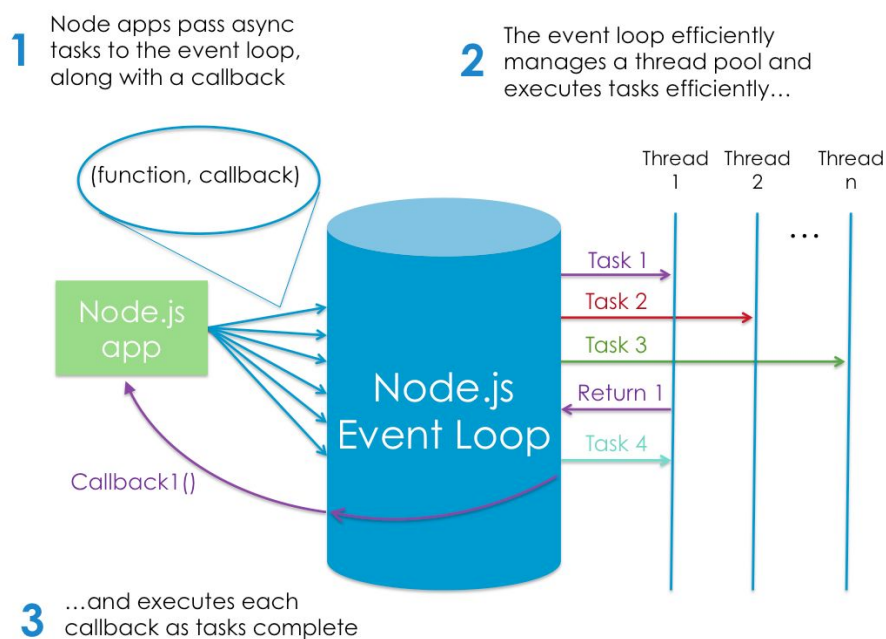 1
Node apps pass async
tasks to the event loop,
along with a callback
2
The event loop efficiently
manages a thread pool and
executes tasks efficiently…
(function, callback)
Thread
1
Thread
2
Thread
n
…
Node.js
app
Node.js
Event Loop
Task 1
Task 2
Task 3
Return 1
Task 4
Callback1()
3
…and executes each
callback as tasks complete